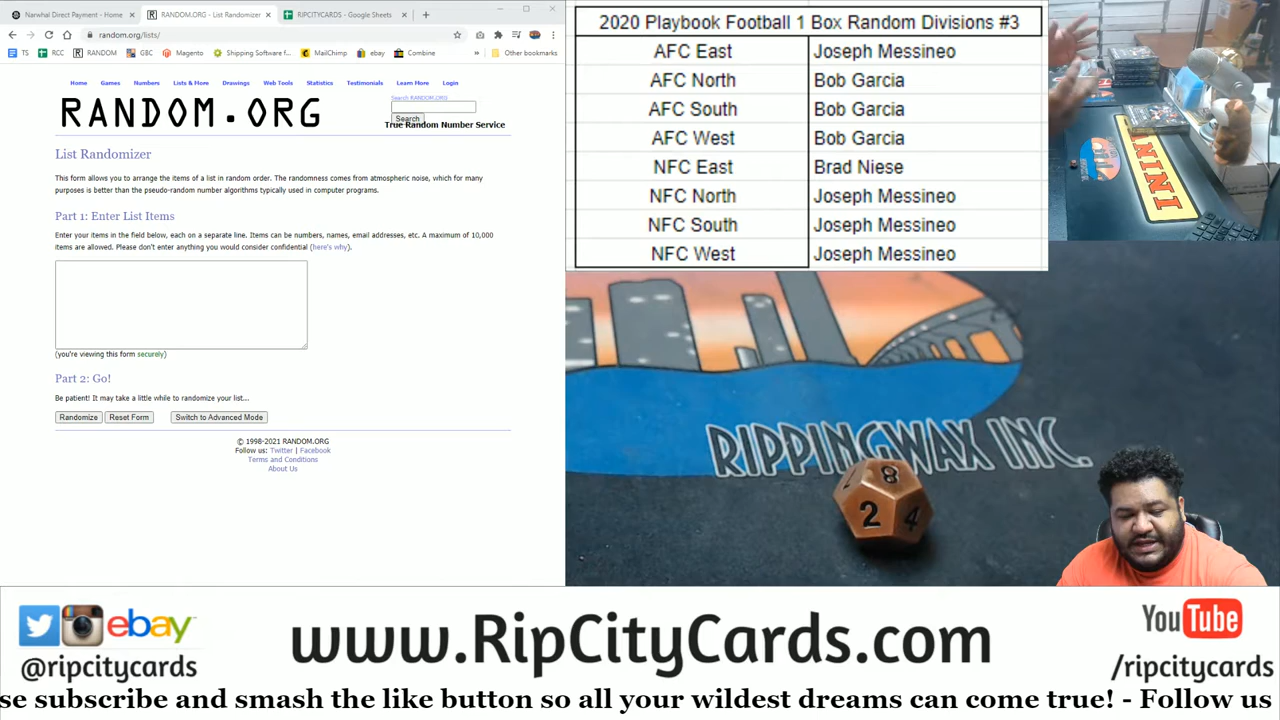 Narwhal Direct Payment - Home
RANDOM.ORG - List Randomizer
RIPCITYCARDS - Google Sheets
random.org/lists/
TS RCC RANDOM GBC Magento Shipping Software f... MailChimp ebay Combine » Other bookmarks
Home Games Numbers Lists & More Drawings Web Tools Statistics Testimonials Learn More Login
RANDOM.ORG
Search RANDOM.ORG
Search
True Random Number Service
List Randomizer
This form allows you to arrange the items of a list in random order. The randomness comes from atmospheric noise, which for many
purposes is better than the pseudo-random number algorithms typically used in computer programs.
Part 1: Enter List Items
Enter your items in the field below, each on a separate line. Items can be numbers, names, email addresses, etc. A maximum of 10,000
items are allowed. Please don't enter anything you would consider confidential (here's why).
(you're viewing this form securely)
Part 2: Go!
Be patient! It may take a little while to randomize your list...
Randomize Reset Form Switch to Advanced Mode
© 1998-2021 RANDOM.ORG
Follow us: Twitter | Facebook
Terms and Conditions
About Us
2020 Playbook Football 1 Box Random Divisions #3
AFC East Joseph Messineo
AFC North Bob Garcia
AFC South Bob Garcia
AFC West Bob Garcia
NFC East Brad Niese
NFC North Joseph Messineo
NFC South Joseph Messineo
NFC West Joseph Messineo
PANINI
RIPPINGWAX INC.
1 8
2 4
ebay
@ripcitycards
www.RipCityCards.com
YouTube
/ripcitycards
se subscribe and smash the like button so all your wildest dreams can come true! - Follow us